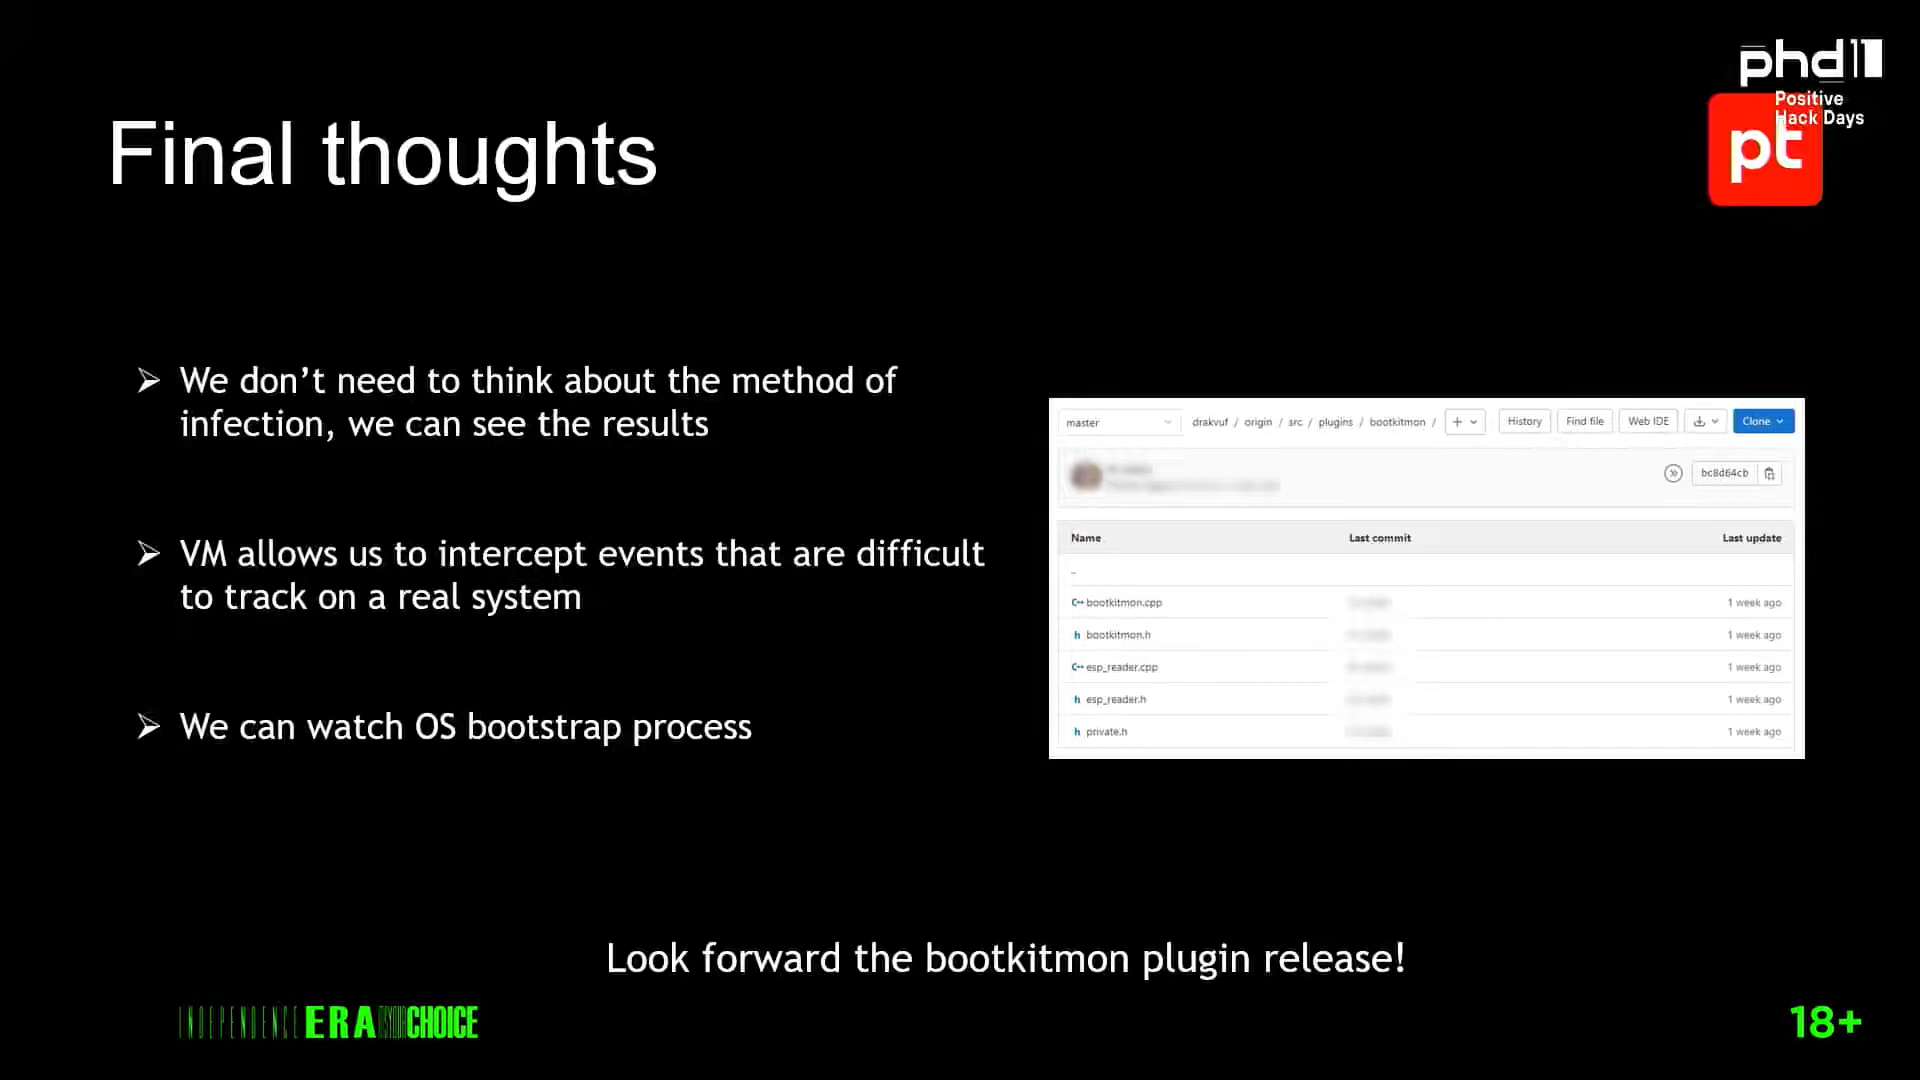 phd11
Positive
Hack Days
pt
Final thoughts
We don't need to think about the method of
infection, we can see the results
VM allows us to intercept events that are difficult
to track on a real system
We can watch OS bootstrap process
master
drakvuf / origin / src / plugins / bootkitmon /
+
History
Find file
Web IDE
Clone
bc8d64cb
Name Last commit Last update
..
C++ bootkitmon.cpp 1 week ago
h bootkitmon.h 1 week ago
C++ esp_reader.cpp 1 week ago
h esp_reader.h 1 week ago
h private.h 1 week ago
Look forward the bootkitmon plugin release!
INDEPENDENCE ERA CHOICE
18+